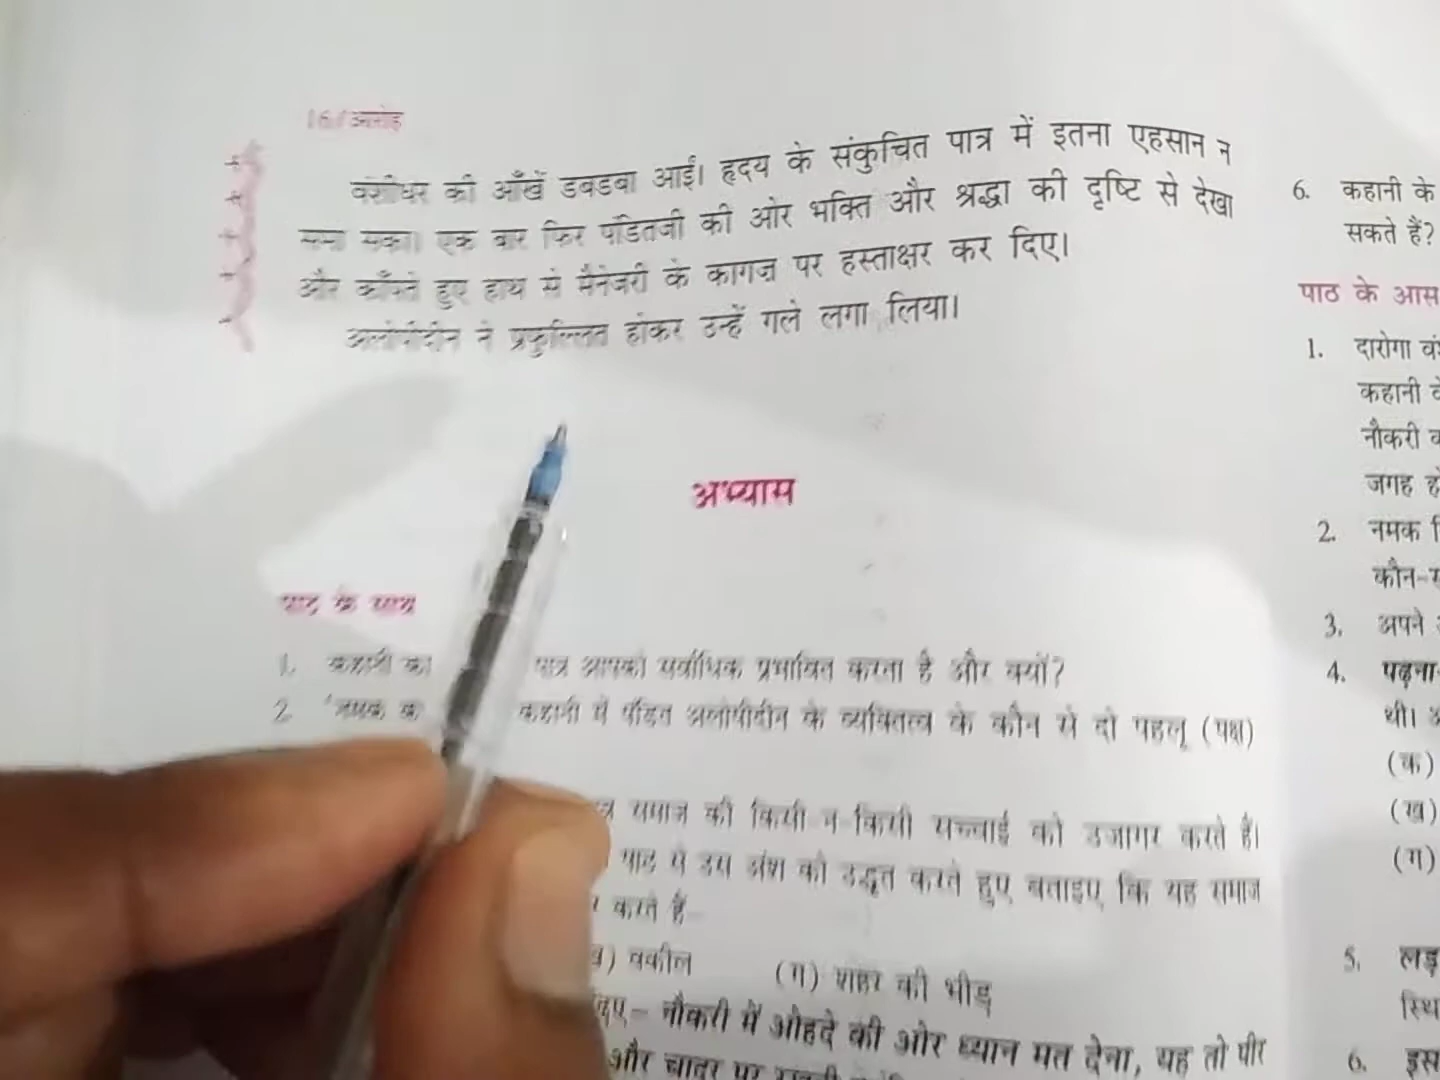 16/आरोह
वंशीधर की आँखें डबडबा आईं। हृदय के संकुचित पात्र में इतना एहसान न
समा सका। एक बार फिर पंडितजी की ओर भक्ति और श्रद्धा की दृष्टि से देखा
और काँपते हुए हाथ से मैनेजरी के कागज़ पर हस्ताक्षर कर दिए।
अलोपीदीन ने प्रफुल्लित होकर उन्हें गले लगा लिया।
अभ्यास
पाठ के साथ
1. कहानी का पात्र आपको सर्वाधिक प्रभावित करता है और क्यों?
2. 'नमक का कहानी में पंडित अलोपीदीन के व्यक्तित्व के कौन से दो पहलू (पक्ष)
समाज की किसी न किसी सच्चाई को उजागर करते हैं।
पाठ से उस अंश को उद्धृत करते हुए बताइए कि यह समाज
करते हैं–
वकील (ग) शहर की भीड़
नौकरी में ओहदे की ओर ध्यान मत देना, यह तो पीर
और चादर पर
6. कहानी के
सकते हैं?
पाठ के आस
1. दारोगा
कहानी
नौकरी
जगह
2. नमक
कौन-
3. अपने
4. पढ़ना-
थी।
(क)
(ख)
(ग)
5.
6. इस